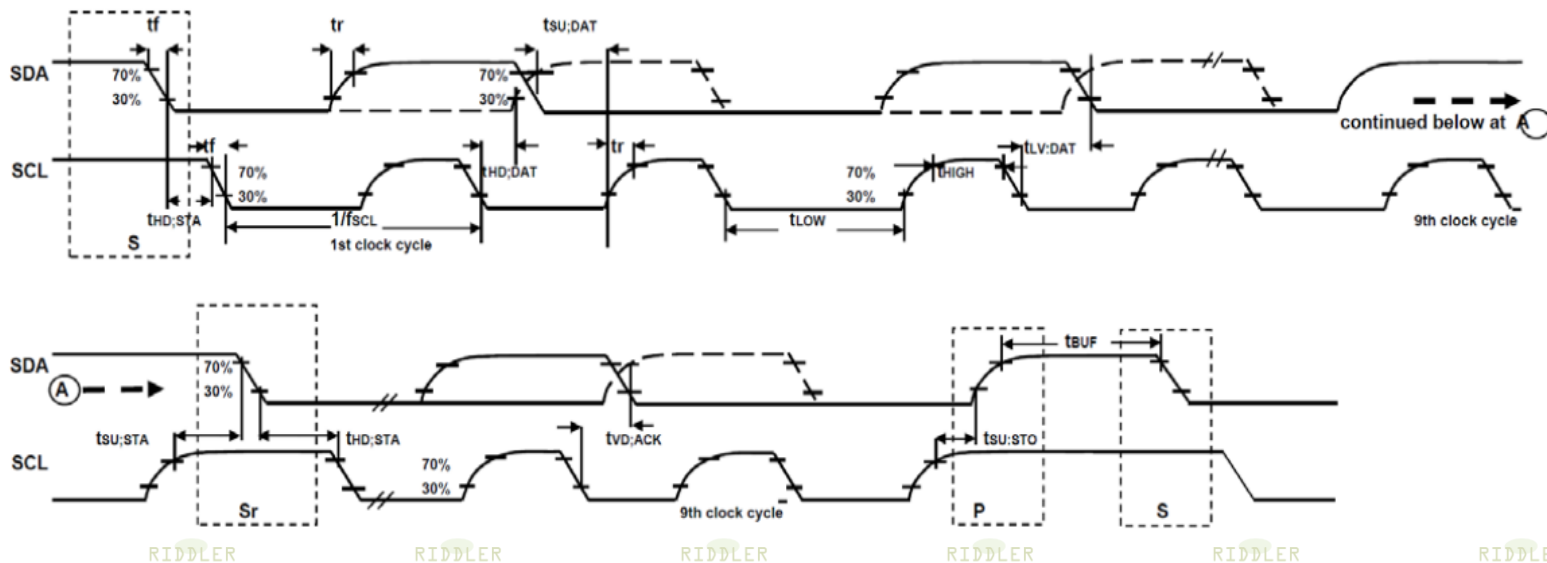 tf tr tSU;DAT
SDA 70% 30% 70% 30%
continued below at A
tf tHD;DAT tr tLV:DAT
SCL 70% 30% 70% 30% tHIGH
tHD;STA 1/fSCL tLOW
S 1st clock cycle 9th clock cycle
tBUF
SDA 70% 30%
A
tSU;STA tHD;STA tVD;ACK tSU:STO
SCL 70% 30%
Sr 9th clock cycle P S
RIDDLER RIDDLER RIDDLER RIDDLER RIDDLER RIDDLE